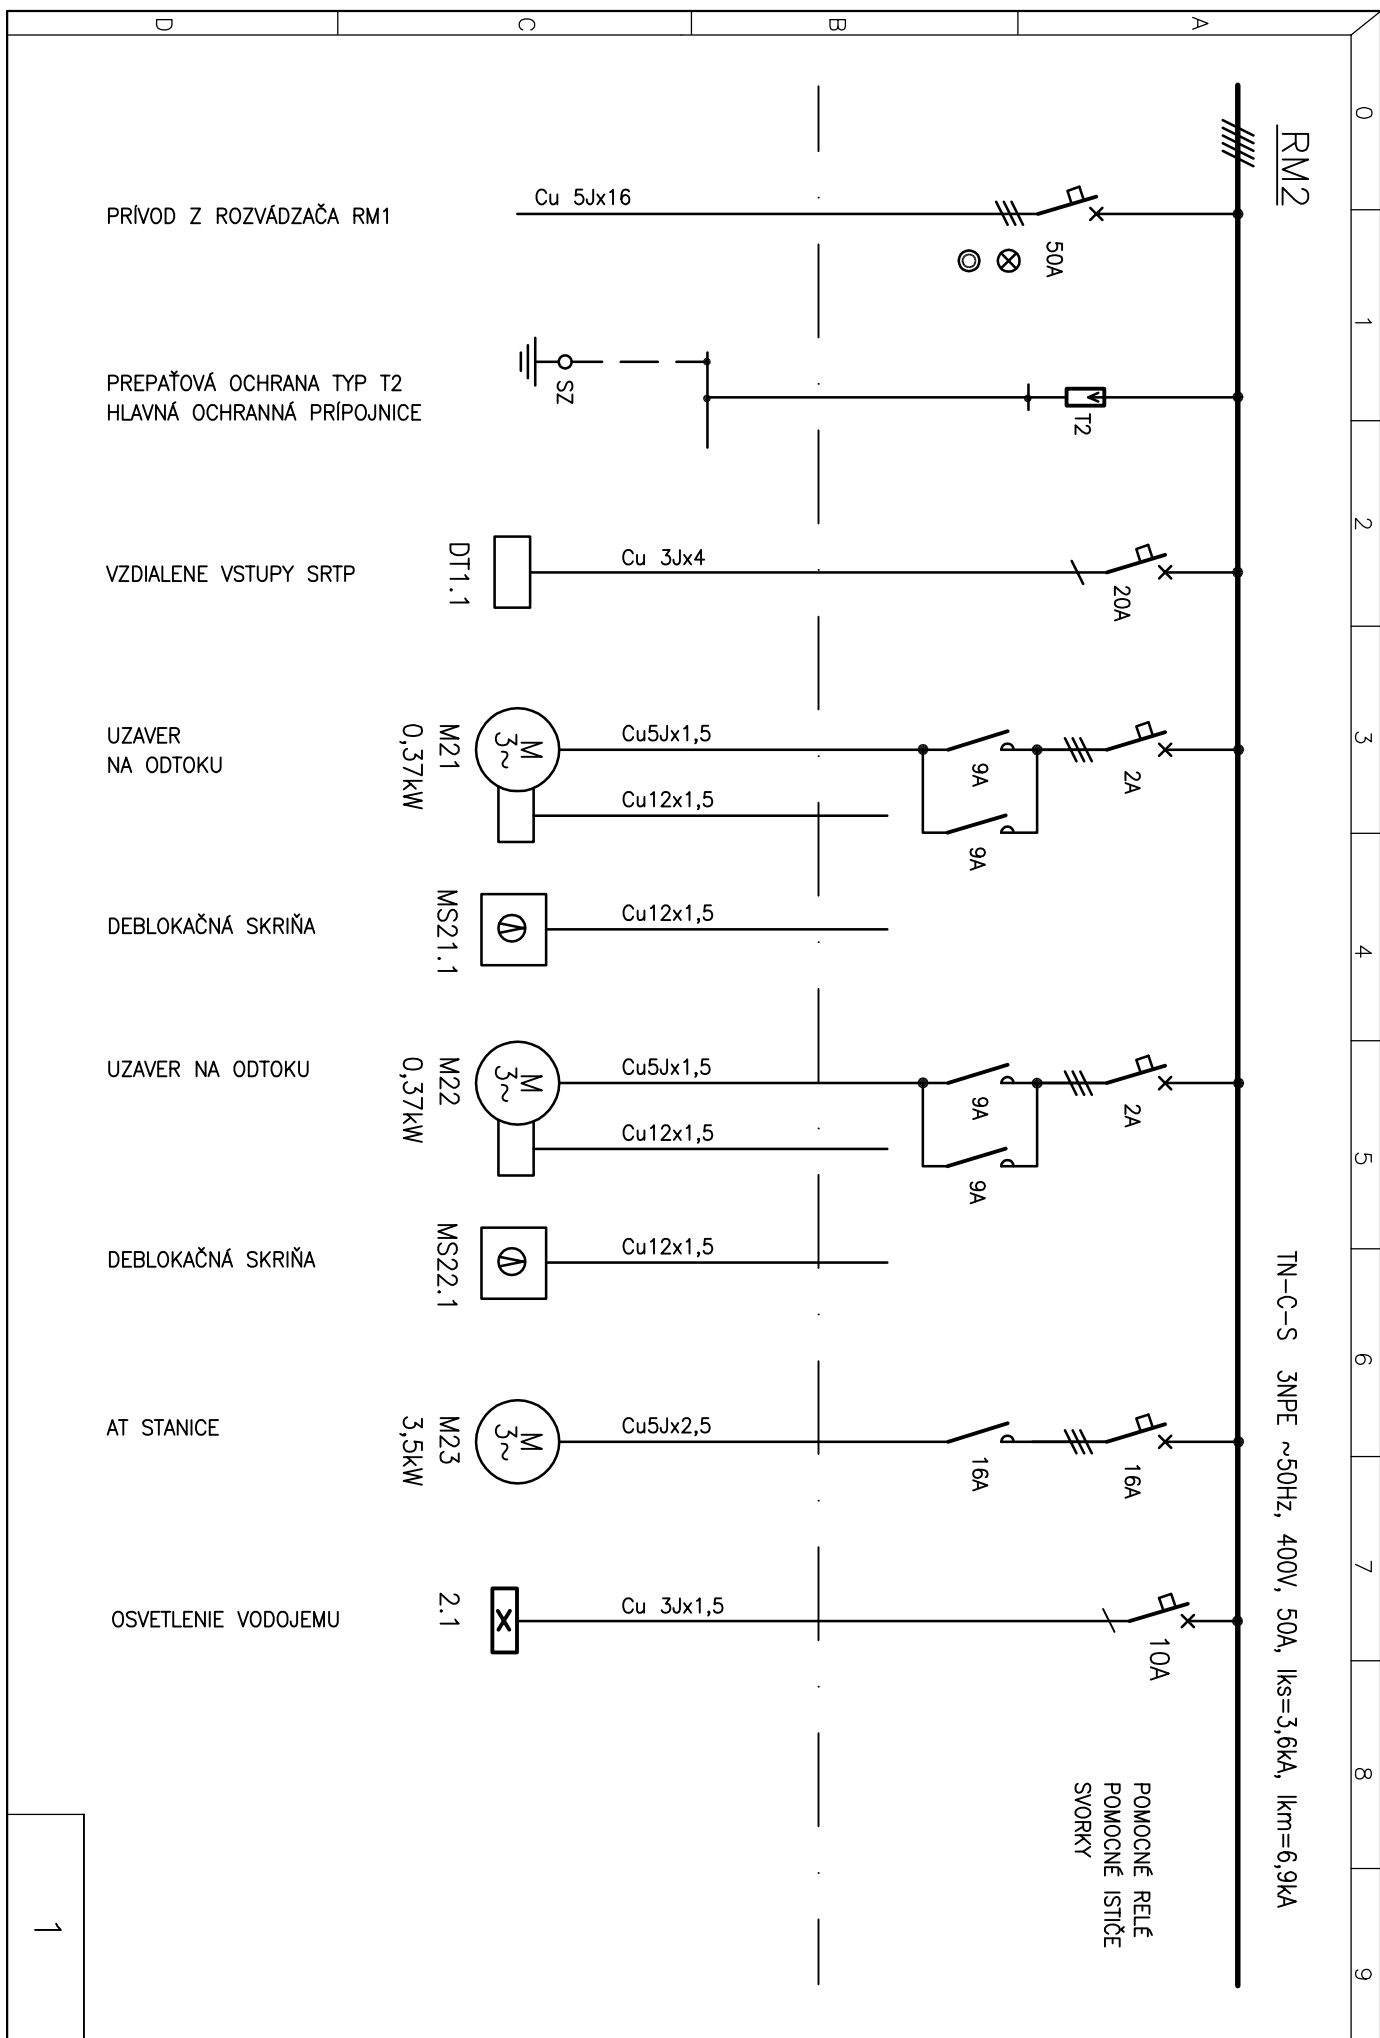 D
C
B
A
0
1
2
3
4
5
6
7
8
9
RM2
TN-C-S 3NPE ~50Hz, 400V, 50A, Iks=3,6kA, Ikm=6,9kA
PRÍVOD Z ROZVÁDZAČA RM1
Cu 5Jx16
50A
PREPAŤOVÁ OCHRANA TYP T2
HLAVNÁ OCHRANNÁ PRÍPOJNICE
SZ
T2
VZDIALENE VSTUPY SRTP
DT1.1
Cu 3Jx4
20A
UZAVER
NA ODTOKU
M21
0,37kW
M
3~
Cu5Jx1,5
Cu12x1,5
9A
9A
2A
DEBLOKAČNÁ SKRIŇA
MS21.1
Cu12x1,5
UZAVER NA ODTOKU
M22
0,37kW
M
3~
Cu5Jx1,5
Cu12x1,5
9A
9A
2A
DEBLOKAČNÁ SKRIŇA
MS22.1
Cu12x1,5
AT STANICE
M23
3,5kW
M
3~
Cu5Jx2,5
16A
16A
OSVETLENIE VODOJEMU
2.1
Cu 3Jx1,5
10A
POMOCNÉ RELÉ
POMOCNÉ ISTIČE
SVORKY
1